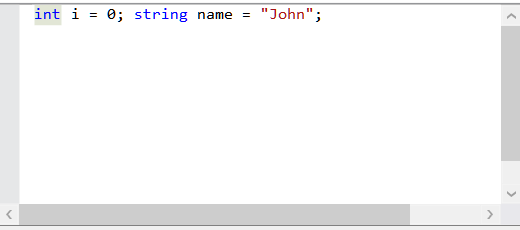 int i = 0; string name = "John";